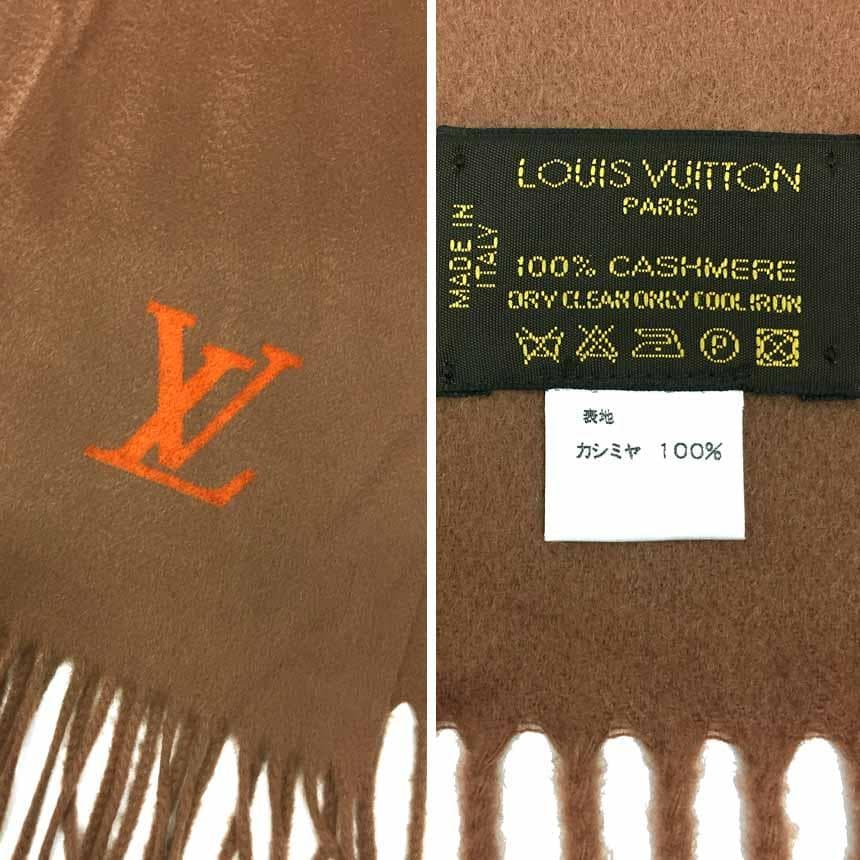 LV
LOUIS VUITTON
PARIS
MADE IN
ITALY
100% CASHMERE
DRY CLEAN ONLY COOL IRON
P
表地
カシミヤ 100%